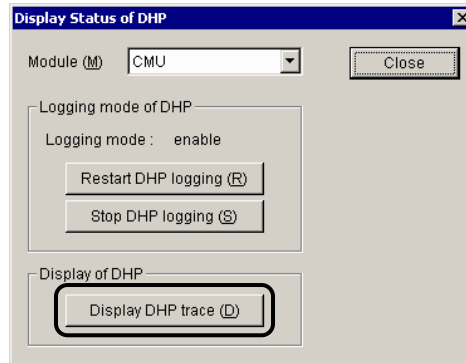 Display Status of DHP
Module (M) CMU Close
Logging mode of DHP
Logging mode : enable
Restart DHP logging (R)
Stop DHP logging (S)
Display of DHP
Display DHP trace (D)